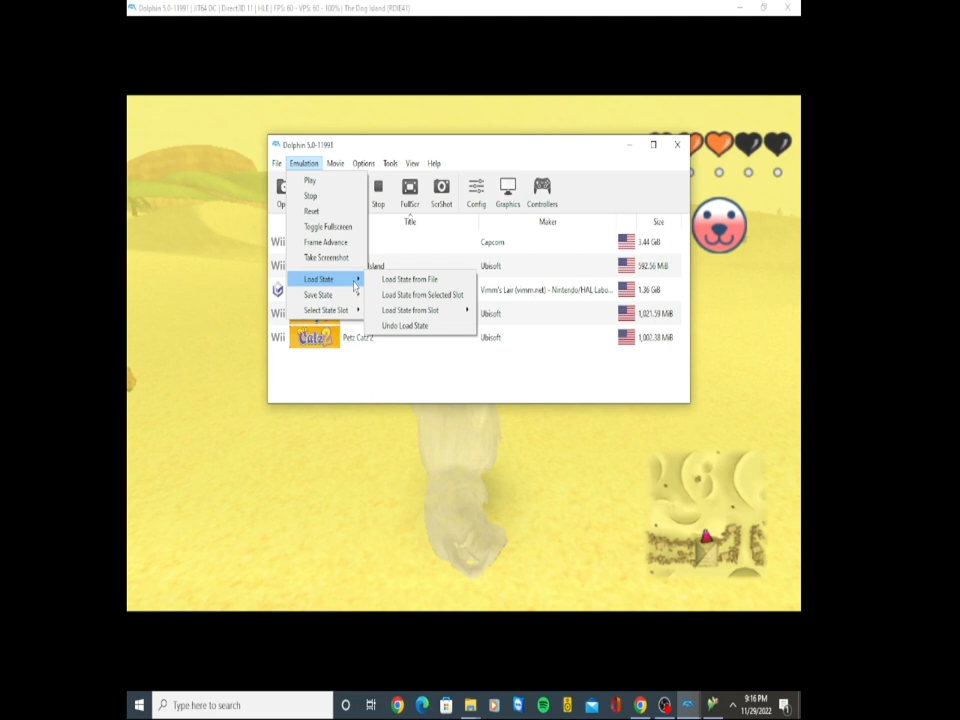 Dolphin 5.0-11991 | JIT64 DC | Direct3D 11 | HLE | FPS: 60 - VPS: 60 - 100% | The Dog Island (RDIE41)
Dolphin 5.0-11991
File Emulation Movie Options Tools View Help
Play
Stop
Reset
Toggle Fullscreen
Frame Advance
Take Screenshot
Load State
Save State
Select State Slot
Load State from File
Load State from Selected Slot
Load State from Slot
Undo Load State
Op Stop FullScr ScrShot Config Graphics Controllers
Title Maker Size
Wii Capcom 3.44 GiB
Wii Island Ubisoft 592.56 MiB
Vimm's Lair (vimm.net) - Nintendo/HAL Labo... 1.36 GiB
Wii Ubisoft 1,021.59 MiB
Wii Catz 2 Petz Catz 2 Ubisoft 1,002.38 MiB
Type here to search
9:16 PM
11/29/2022